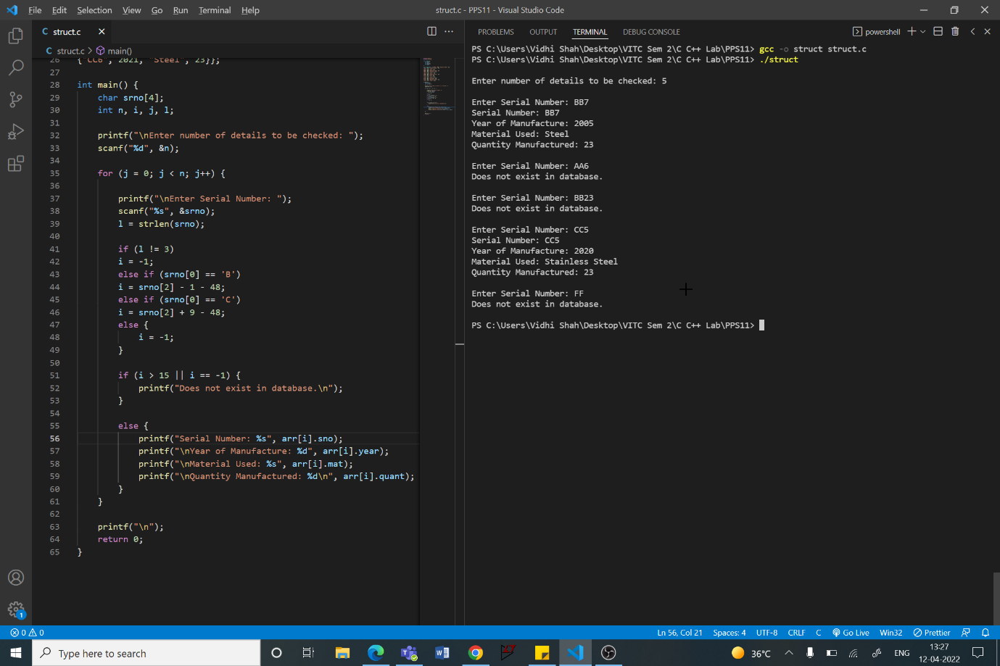 File Edit Selection View Go Run Terminal Help
struct.c - PPS11 - Visual Studio Code
C struct.c
C struct.c > main()
26 {"CC6", 2021, "Steel", 23}};
27
28 int main() {
29 char srno[4];
30 int n, i, j, l;
31
32 printf("\nEnter number of details to be checked: ");
33 scanf("%d", &n);
34
35 for (j = 0; j < n; j++) {
36
37 printf("\nEnter Serial Number: ");
38 scanf("%s", &srno);
39 l = strlen(srno);
40
41 if (l != 3)
42 i = -1;
43 else if (srno[0] == 'B')
44 i = srno[2] - 1 - 48;
45 else if (srno[0] == 'C')
46 i = srno[2] + 9 - 48;
47 else {
48 i = -1;
49 }
50
51 if (i > 15 || i == -1) {
52 printf("Does not exist in database.\n");
53 }
54
55 else {
56 printf("Serial Number: %s", arr[i].sno);
57 printf("\nYear of Manufacture: %d", arr[i].year);
58 printf("\nMaterial Used: %s", arr[i].mat);
59 printf("\nQuantity Manufactured: %d\n", arr[i].quant);
60 }
61 }
62
63 printf("\n");
64 return 0;
65 }
PROBLEMS OUTPUT TERMINAL DEBUG CONSOLE
powershell
PS C:\Users\Vidhi Shah\Desktop\VITC Sem 2\C C++ Lab\PPS11> gcc -o struct struct.c
PS C:\Users\Vidhi Shah\Desktop\VITC Sem 2\C C++ Lab\PPS11> ./struct
Enter number of details to be checked: 5
Enter Serial Number: BB7
Serial Number: BB7
Year of Manufacture: 2005
Material Used: Steel
Quantity Manufactured: 23
Enter Serial Number: AA6
Does not exist in database.
Enter Serial Number: BB23
Does not exist in database.
Enter Serial Number: CC5
Serial Number: CC5
Year of Manufacture: 2020
Material Used: Stainless Steel
Quantity Manufactured: 23
Enter Serial Number: FF
Does not exist in database.
PS C:\Users\Vidhi Shah\Desktop\VITC Sem 2\C C++ Lab\PPS11>
1
0 0
Ln 56, Col 21 Spaces: 4 UTF-8 CRLF C Go Live Win32 Prettier
Type here to search
36°C
ENG
13:27
12-04-2022